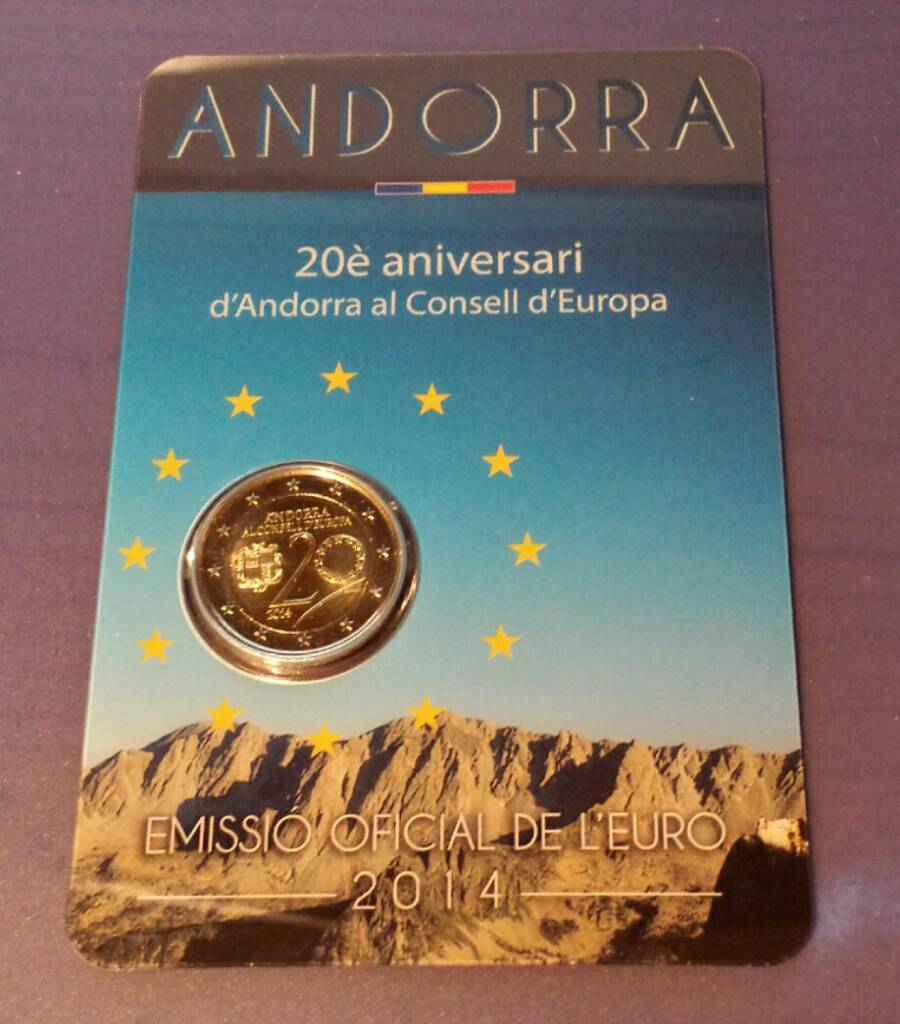 ANDORRA
20è aniversari
d'Andorra al Consell d'Europa
ANDORRA
AL CONSELL D'EUROPA
20
2014
EMISSIÓ OFICIAL DE L'EURO
2014